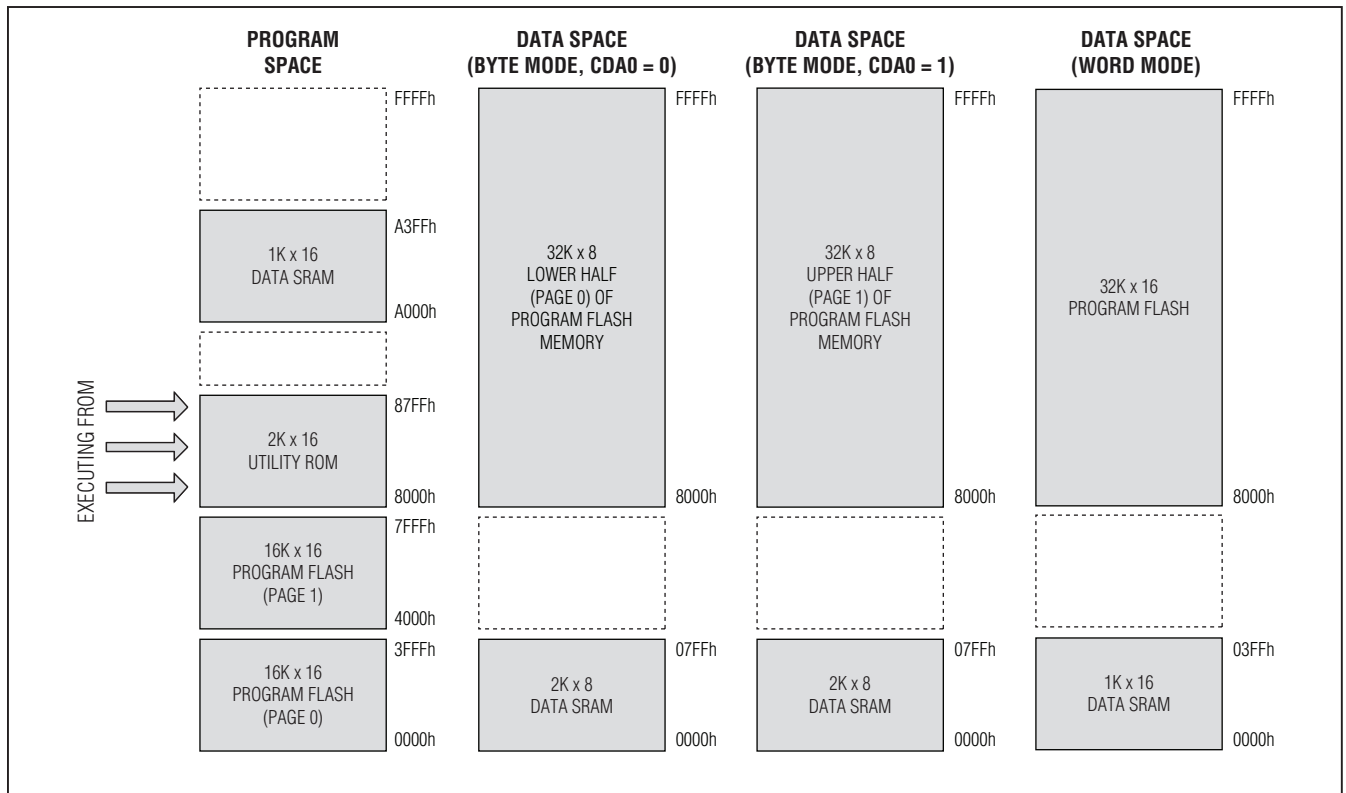 PROGRAM
SPACE
FFFFh
A3FFh
1K x 16
DATA SRAM
A000h
EXECUTING FROM
87FFh
2K x 16
UTILITY ROM
8000h
7FFFh
16K x 16
PROGRAM FLASH
(PAGE 1)
4000h
3FFFh
16K x 16
PROGRAM FLASH
(PAGE 0)
0000h
DATA SPACE
(BYTE MODE, CDA0 = 0)
FFFFh
32K x 8
LOWER HALF
(PAGE 0) OF
PROGRAM FLASH
MEMORY
8000h
07FFh
2K x 8
DATA SRAM
0000h
DATA SPACE
(BYTE MODE, CDA0 = 1)
FFFFh
32K x 8
UPPER HALF
(PAGE 1) OF
PROGRAM FLASH
MEMORY
8000h
07FFh
2K x 8
DATA SRAM
0000h
DATA SPACE
(WORD MODE)
FFFFh
32K x 16
PROGRAM FLASH
8000h
03FFh
1K x 16
DATA SRAM
0000h